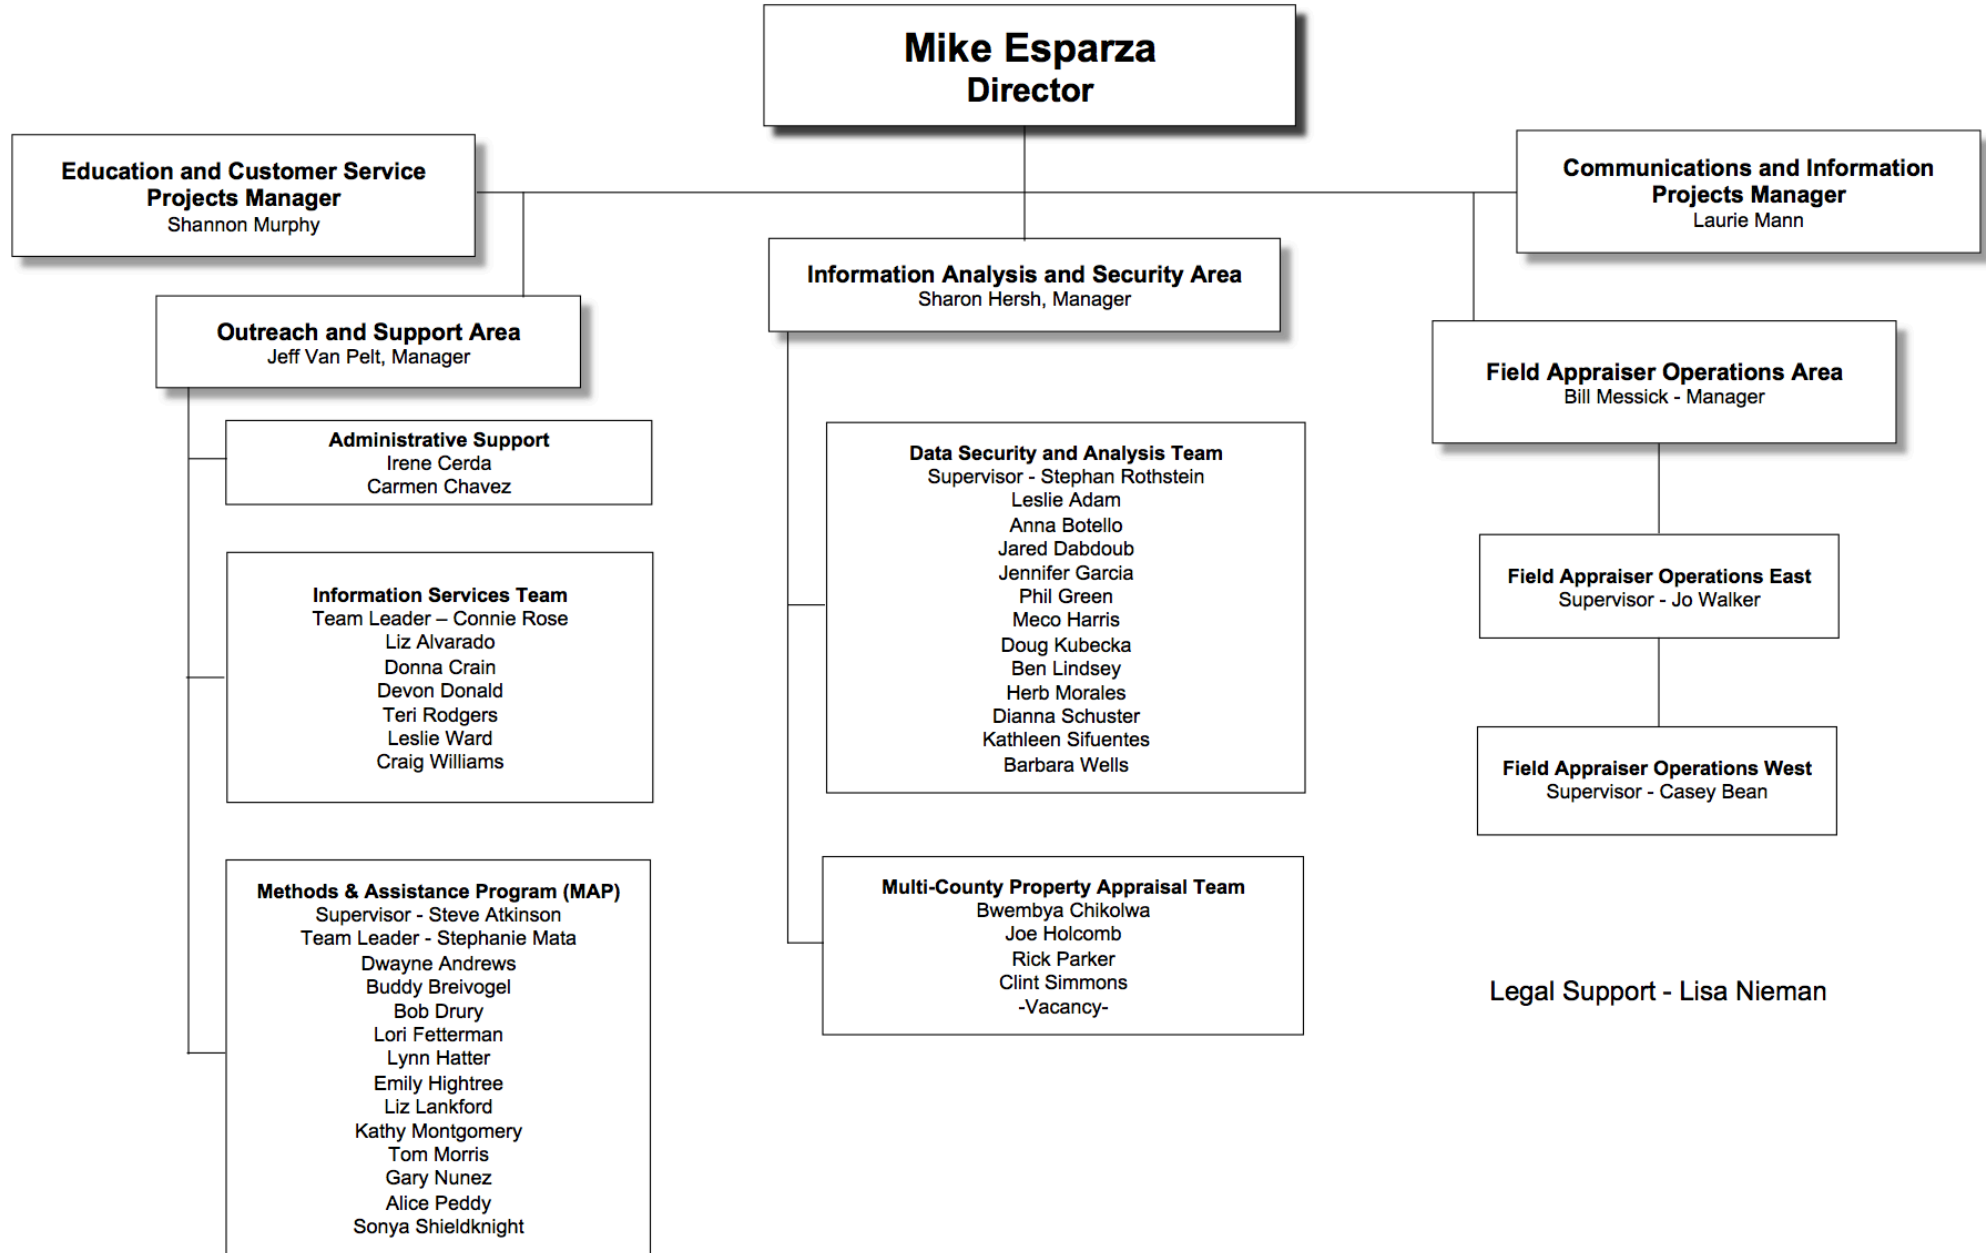 Mike Esparza
Director
Education and Customer Service
Projects Manager
Shannon Murphy
Communications and Information
Projects Manager
Laurie Mann
Information Analysis and Security Area
Sharon Hersh, Manager
Outreach and Support Area
Jeff Van Pelt, Manager
Field Appraiser Operations Area
Bill Messick - Manager
Administrative Support
Irene Cerda
Carmen Chavez
Information Services Team
Team Leader – Connie Rose
Liz Alvarado
Donna Crain
Devon Donald
Teri Rodgers
Leslie Ward
Craig Williams
Methods & Assistance Program (MAP)
Supervisor - Steve Atkinson
Team Leader - Stephanie Mata
Dwayne Andrews
Buddy Breivogel
Bob Drury
Lori Fetterman
Lynn Hatter
Emily Hightree
Liz Lankford
Kathy Montgomery
Tom Morris
Gary Nunez
Alice Peddy
Sonya Shieldknight
Data Security and Analysis Team
Supervisor - Stephan Rothstein
Leslie Adam
Anna Botello
Jared Dabdoub
Jennifer Garcia
Phil Green
Meco Harris
Doug Kubecka
Ben Lindsey
Herb Morales
Dianna Schuster
Kathleen Sifuentes
Barbara Wells
Multi-County Property Appraisal Team
Bwembya Chikolwa
Joe Holcomb
Rick Parker
Clint Simmons
-Vacancy-
Field Appraiser Operations East
Supervisor - Jo Walker
Field Appraiser Operations West
Supervisor - Casey Bean
Legal Support - Lisa Nieman